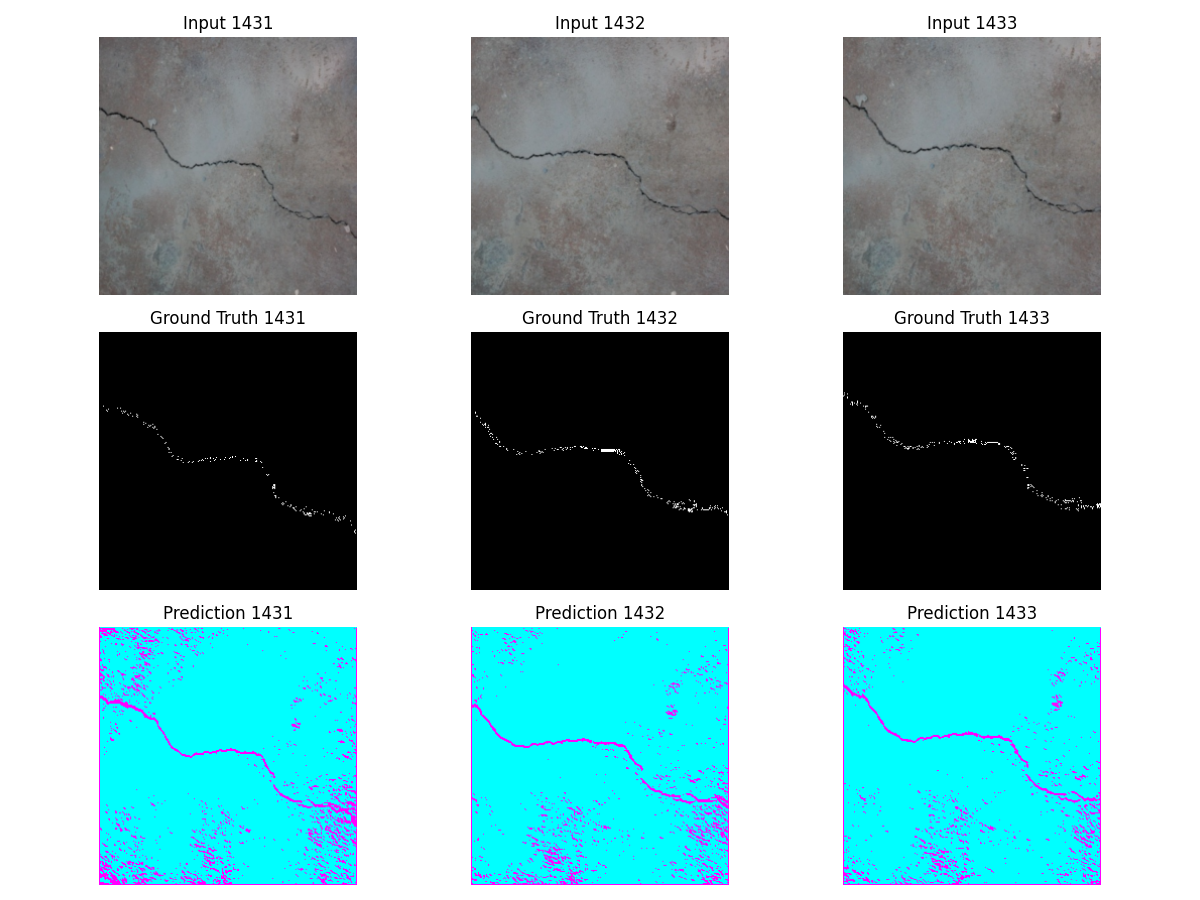 Input 1431
Input 1432
Input 1433
Ground Truth 1431
Ground Truth 1432
Ground Truth 1433
Prediction 1431
Prediction 1432
Prediction 1433